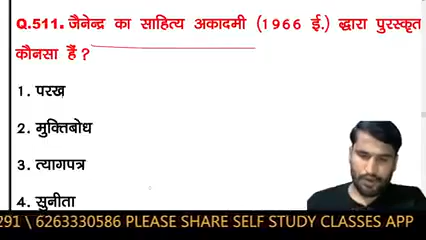 Q.511. जैनेन्द्र का साहित्य अकादमी (1966 ई.) द्धारा पुरस्कृत
कौनसा हैं ?
1. परख
2. मुक्तिबोध
3. त्यागपत्र
4. सुनीता
291 \ 6263330586 PLEASE SHARE SELF STUDY CLASSES APP